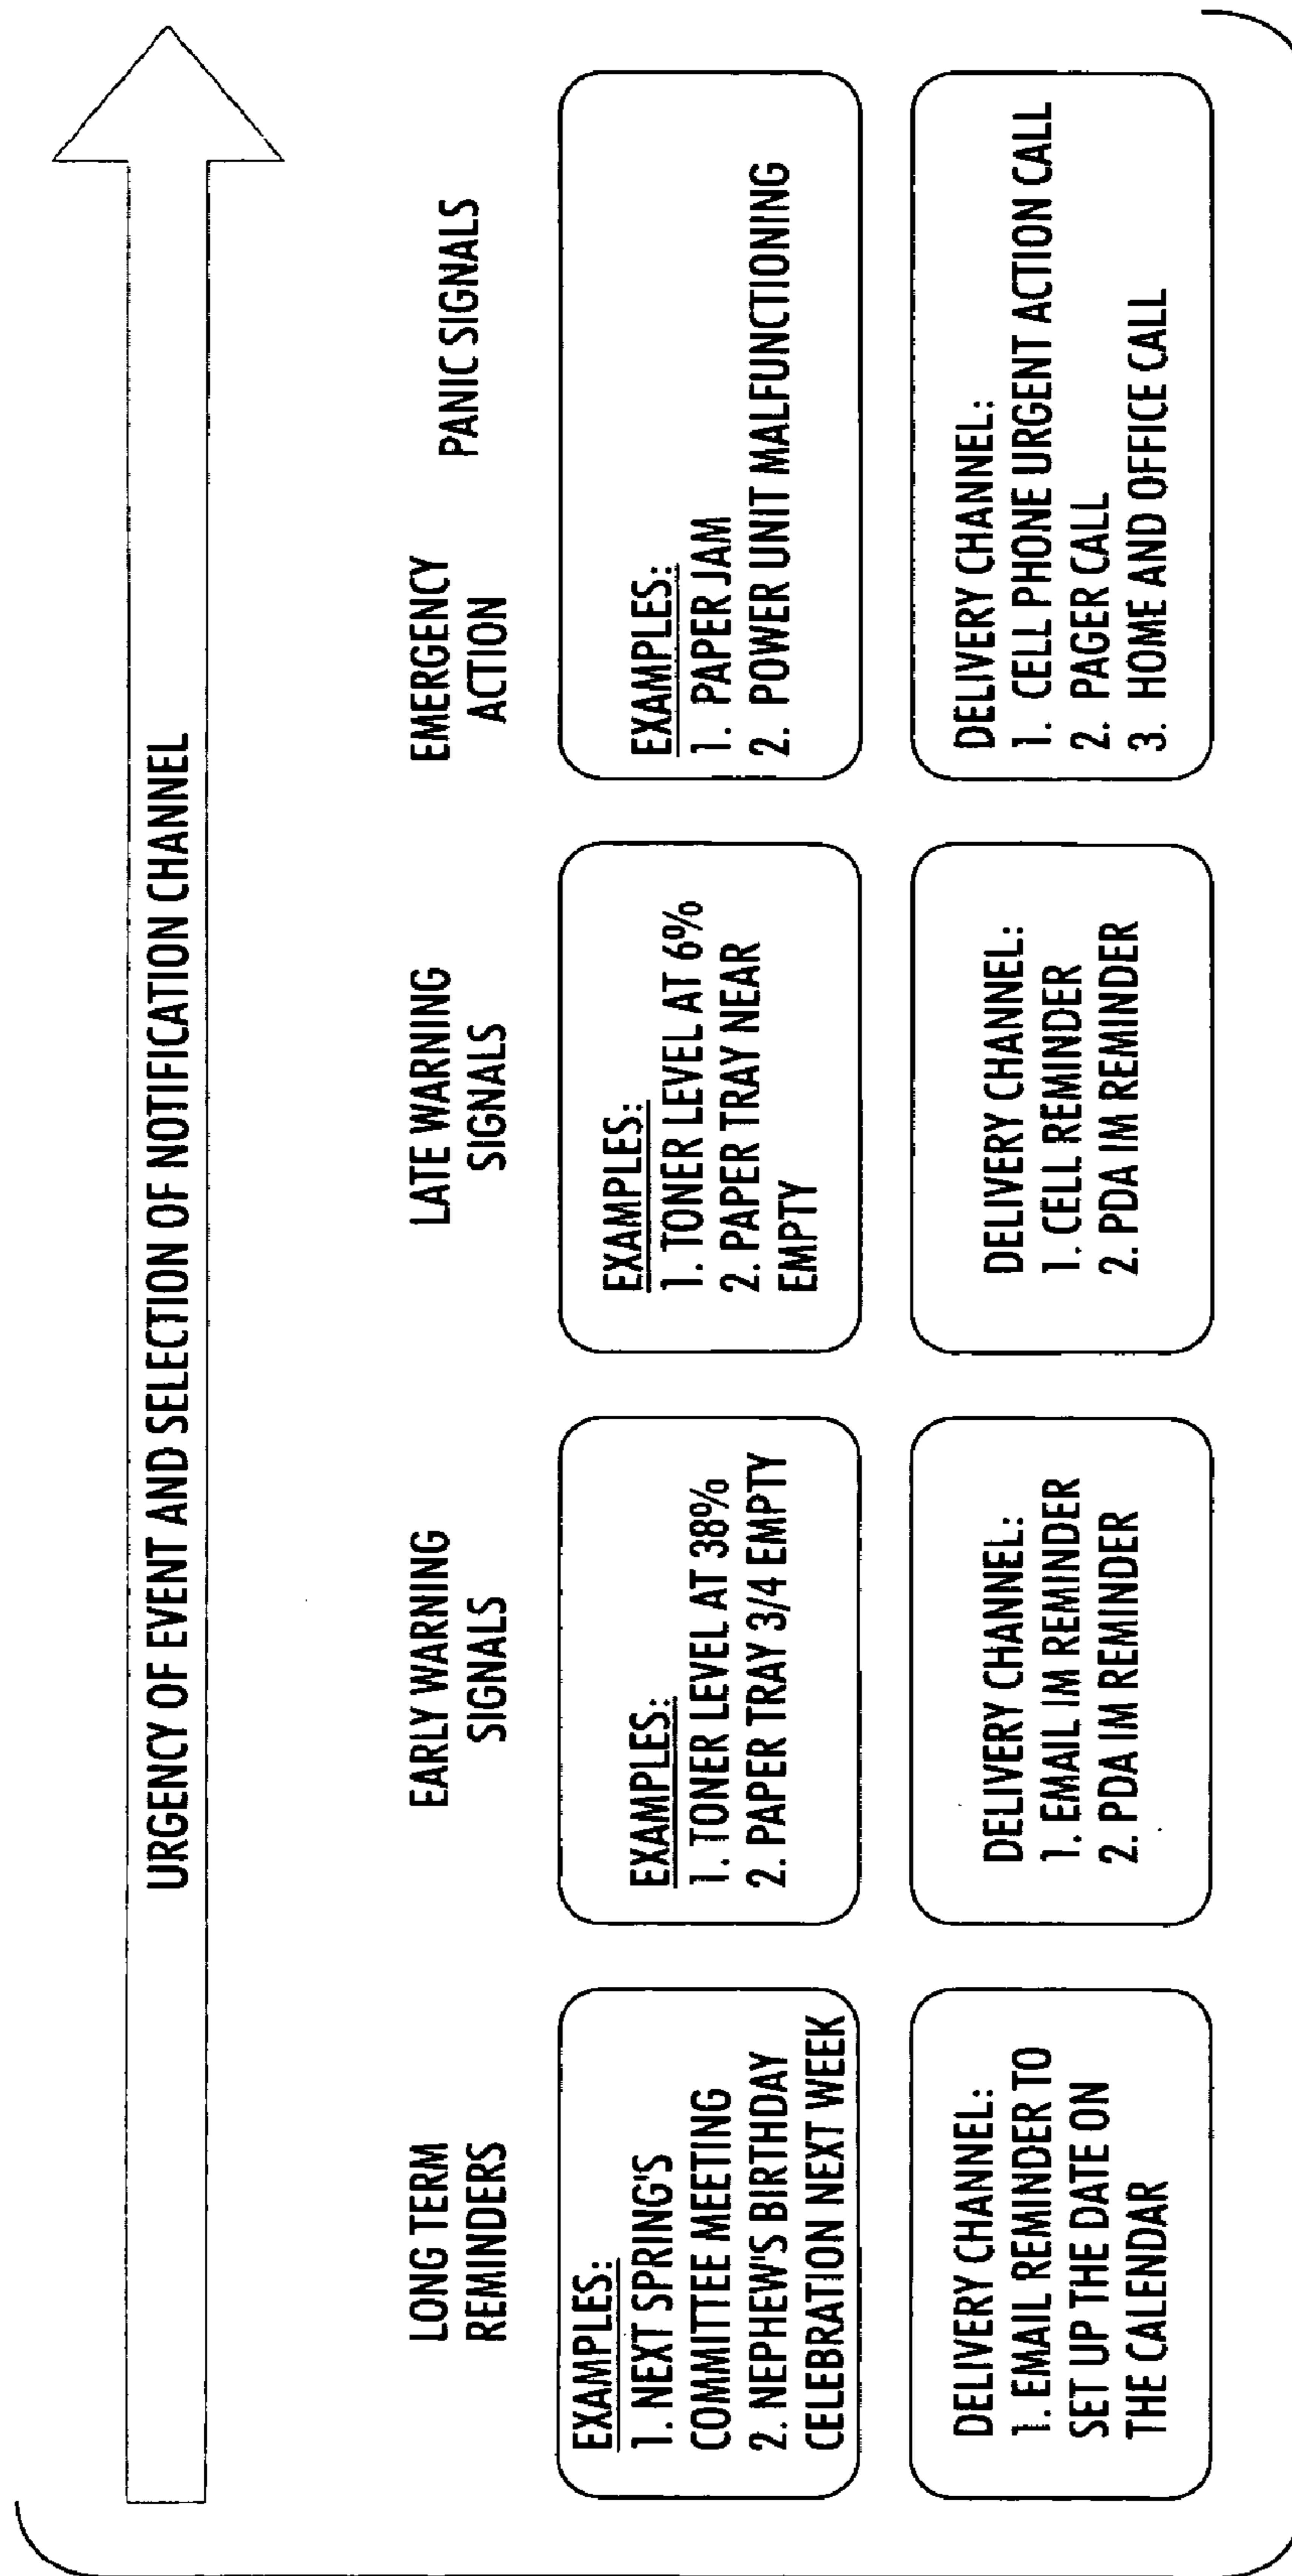 URGENCY OF EVENT AND SELECTION OF NOTIFICATION CHANNEL
LONG TERM
REMINDERS
EXAMPLES:
1. NEXT SPRING'S
COMMITTEE MEETING
2. NEPHEW'S BIRTHDAY
CELEBRATION NEXT WEEK
DELIVERY CHANNEL:
1. EMAIL REMINDER TO
SET UP THE DATE ON
THE CALENDAR
EARLY WARNING
SIGNALS
EXAMPLES:
1. TONER LEVEL AT 38%
2. PAPER TRAY 3/4 EMPTY
DELIVERY CHANNEL:
1. EMAIL IM REMINDER
2. PDA IM REMINDER
LATE WARNING
SIGNALS
EXAMPLES:
1. TONER LEVEL AT 6%
2. PAPER TRAY NEAR
EMPTY
DELIVERY CHANNEL:
1. CELL REMINDER
2. PDA IM REMINDER
EMERGENCY
ACTION
PANIC SIGNALS
EXAMPLES:
1. PAPER JAM
2. POWER UNIT MALFUNCTIONING
DELIVERY CHANNEL:
1. CELL PHONE URGENT ACTION CALL
2. PAGER CALL
3. HOME AND OFFICE CALL